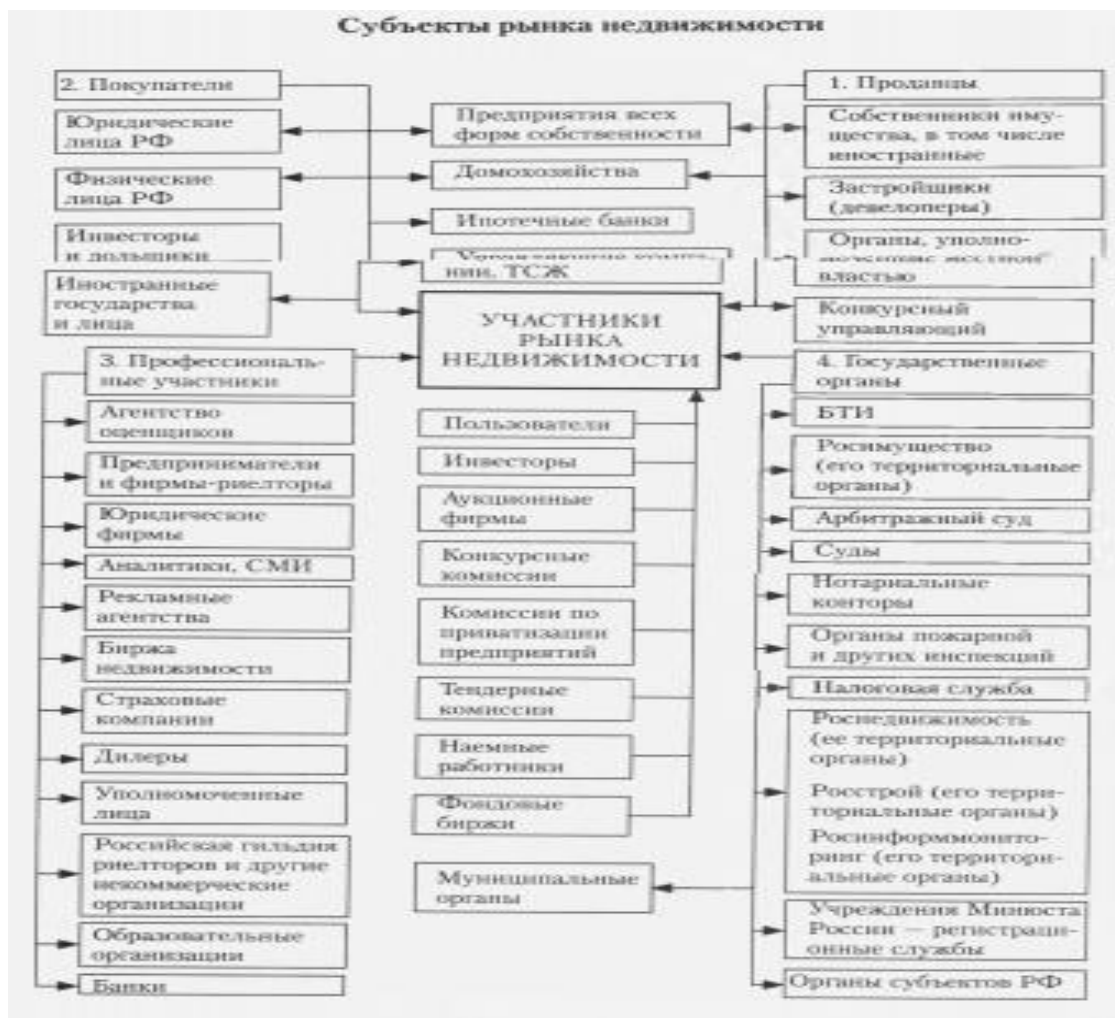 Субъекты рынка недвижимости
2. Покупатели
Юридические
лица РФ
Физические
лица РФ
Инвесторы
и дольщики
Иностранные
государства
и лица
Предприятия всех
форм собственности
Домохозяйства
Ипотечные банки
нии, ТСЖ
1. Продавцы
Собственники иму-
щества, в том числе
иностранные
Застройщики
(девелоперы)
Органы, уполно-
властью
Конкурсный
управляющий
УЧАСТНИКИ
РЫНКА
НЕДВИЖИМОСТИ
3. Профессиональ-
ные участники
Агентство
оценщиков
Предприниматели
и фирмы-риелторы
Юридические
фирмы
Аналитики, СМИ
Рекламные
агентства
Биржа
недвижимости
Страховые
компании
Дилеры
Уполномоченные
лица
Российская гильдия
риелторов и другие
некоммерческие
организации
Образовательные
организации
Банки
Пользователи
Инвесторы
Аукционные
фирмы
Конкурсные
комиссии
Комиссии по
приватизации
предприятий
Тендерные
комиссии
Наемные
работники
Фондовые
биржи
Муниципальные
органы
4. Государственные
органы
БТИ
Росимущество
(его территориальные
органы)
Арбитражный суд
Суды
Нотариальные
конторы
Органы пожарной
и других инспекций
Налоговая служба
Роснедвижимость
(ее территориальные
органы)
Росстрой (его терри-
ториальные органы)
Росинформмонито-
ринг (его территори-
альные органы)
Учреждения Минюста
России — регистраци-
онные службы
Органы субъектов РФ